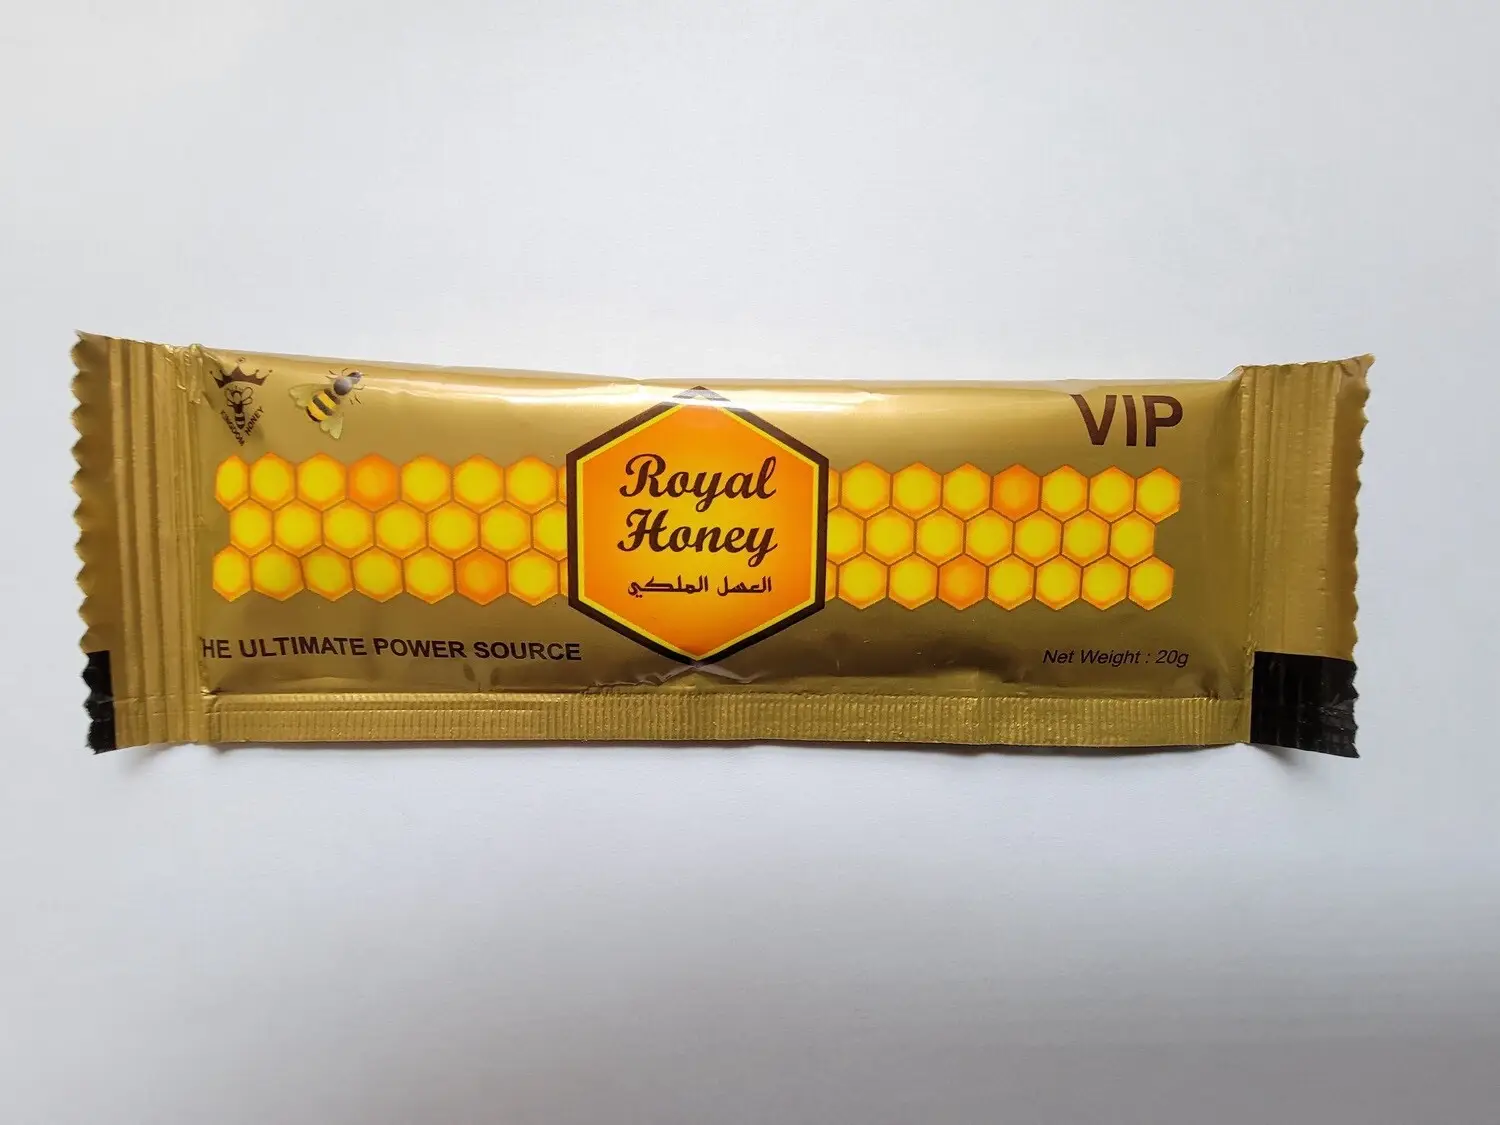 VIP
Royal
Honey
العسل الملكي
HE ULTIMATE POWER SOURCE
Net Weight : 20g